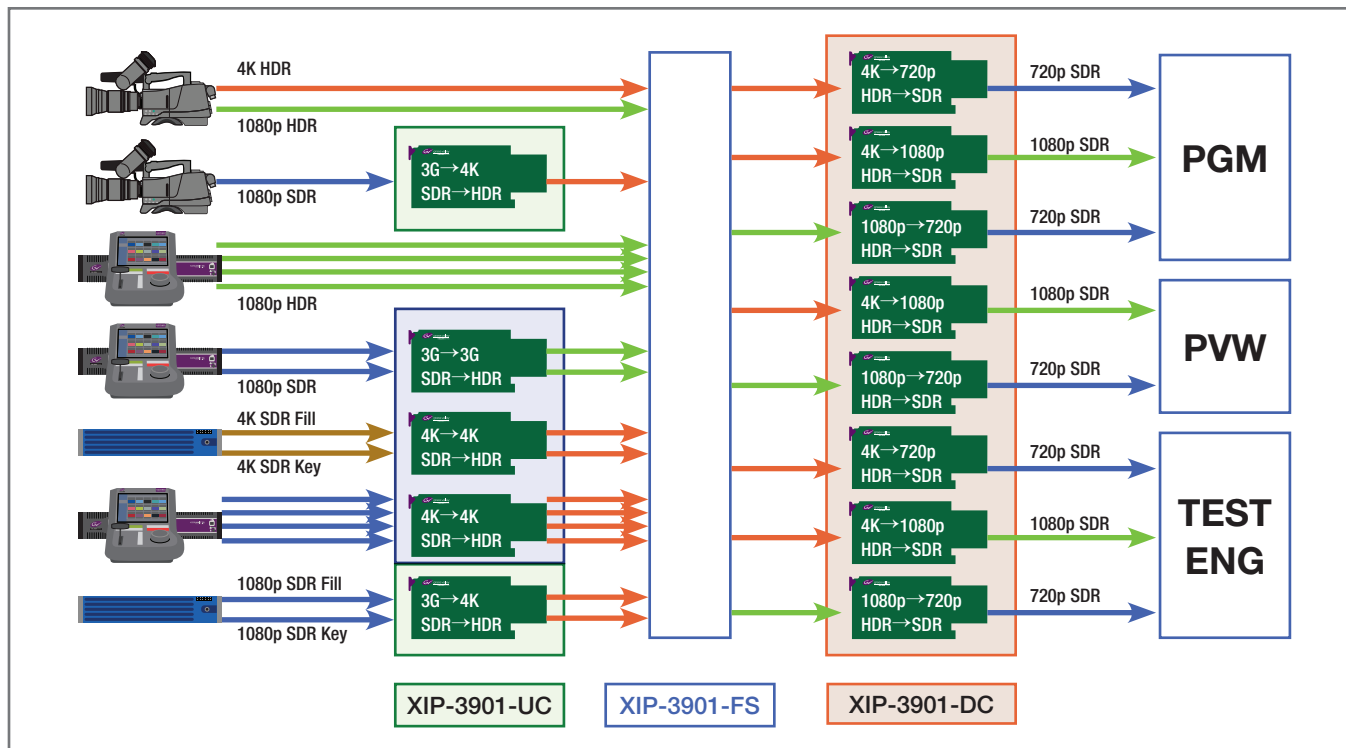 4K HDR
1080p HDR
1080p SDR
1080p HDR
1080p SDR
4K SDR Fill
4K SDR Key
1080p SDR Fill
1080p SDR Key
3G→4K
SDR→HDR
3G→3G
SDR→HDR
4K→4K
SDR→HDR
4K→4K
SDR→HDR
3G→4K
SDR→HDR
4K→720p
HDR→SDR
4K→1080p
HDR→SDR
1080p→720p
HDR→SDR
4K→1080p
HDR→SDR
1080p→720p
HDR→SDR
4K→720p
HDR→SDR
4K→1080p
HDR→SDR
1080p→720p
HDR→SDR
720p SDR
1080p SDR
720p SDR
1080p SDR
720p SDR
720p SDR
1080p SDR
720p SDR
PGM
PVW
TEST
ENG
XIP-3901-UC
XIP-3901-FS
XIP-3901-DC